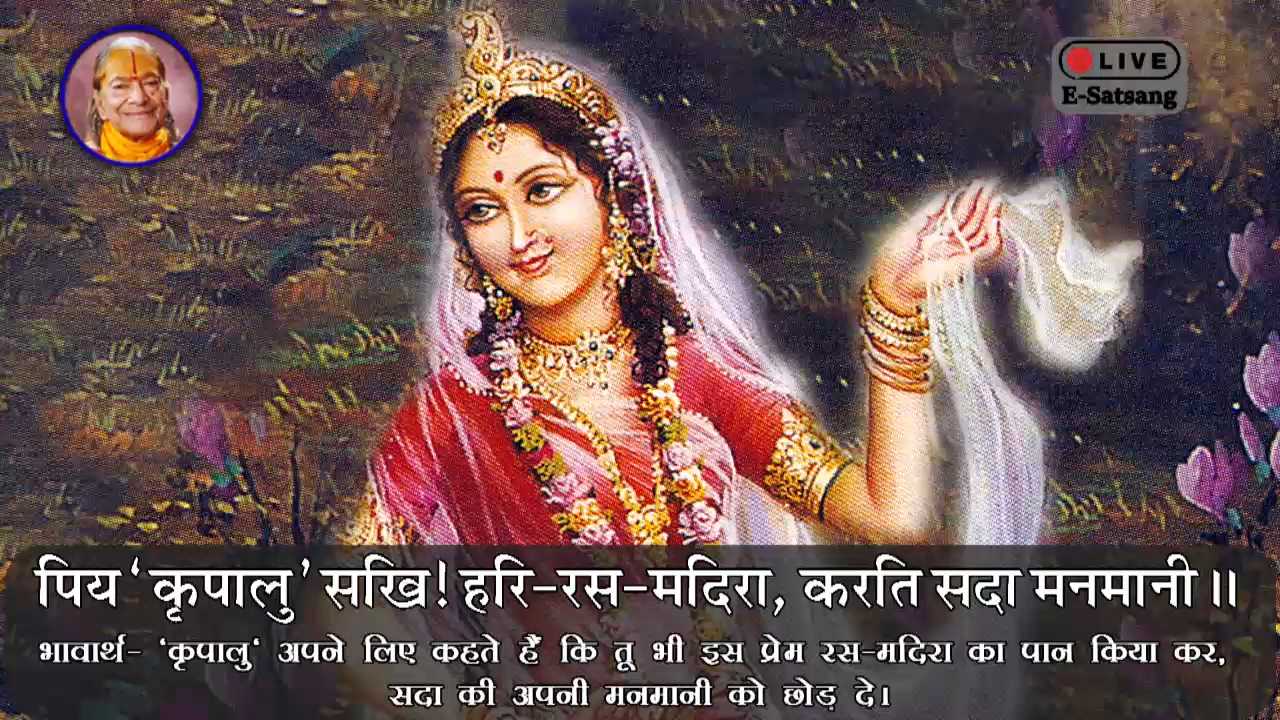 LIVE
E-Satsang
पिय ‘कृपालु’ सखि! हरि-रस-मदिरा, करति सदा मनमानी॥
भावार्थ- ‘कृपालु‘ अपने लिए कहते हैं कि तू भी इस प्रेम रस-मदिरा का पान किया कर,
सदा की अपनी मनमानी को छोड़ दे।